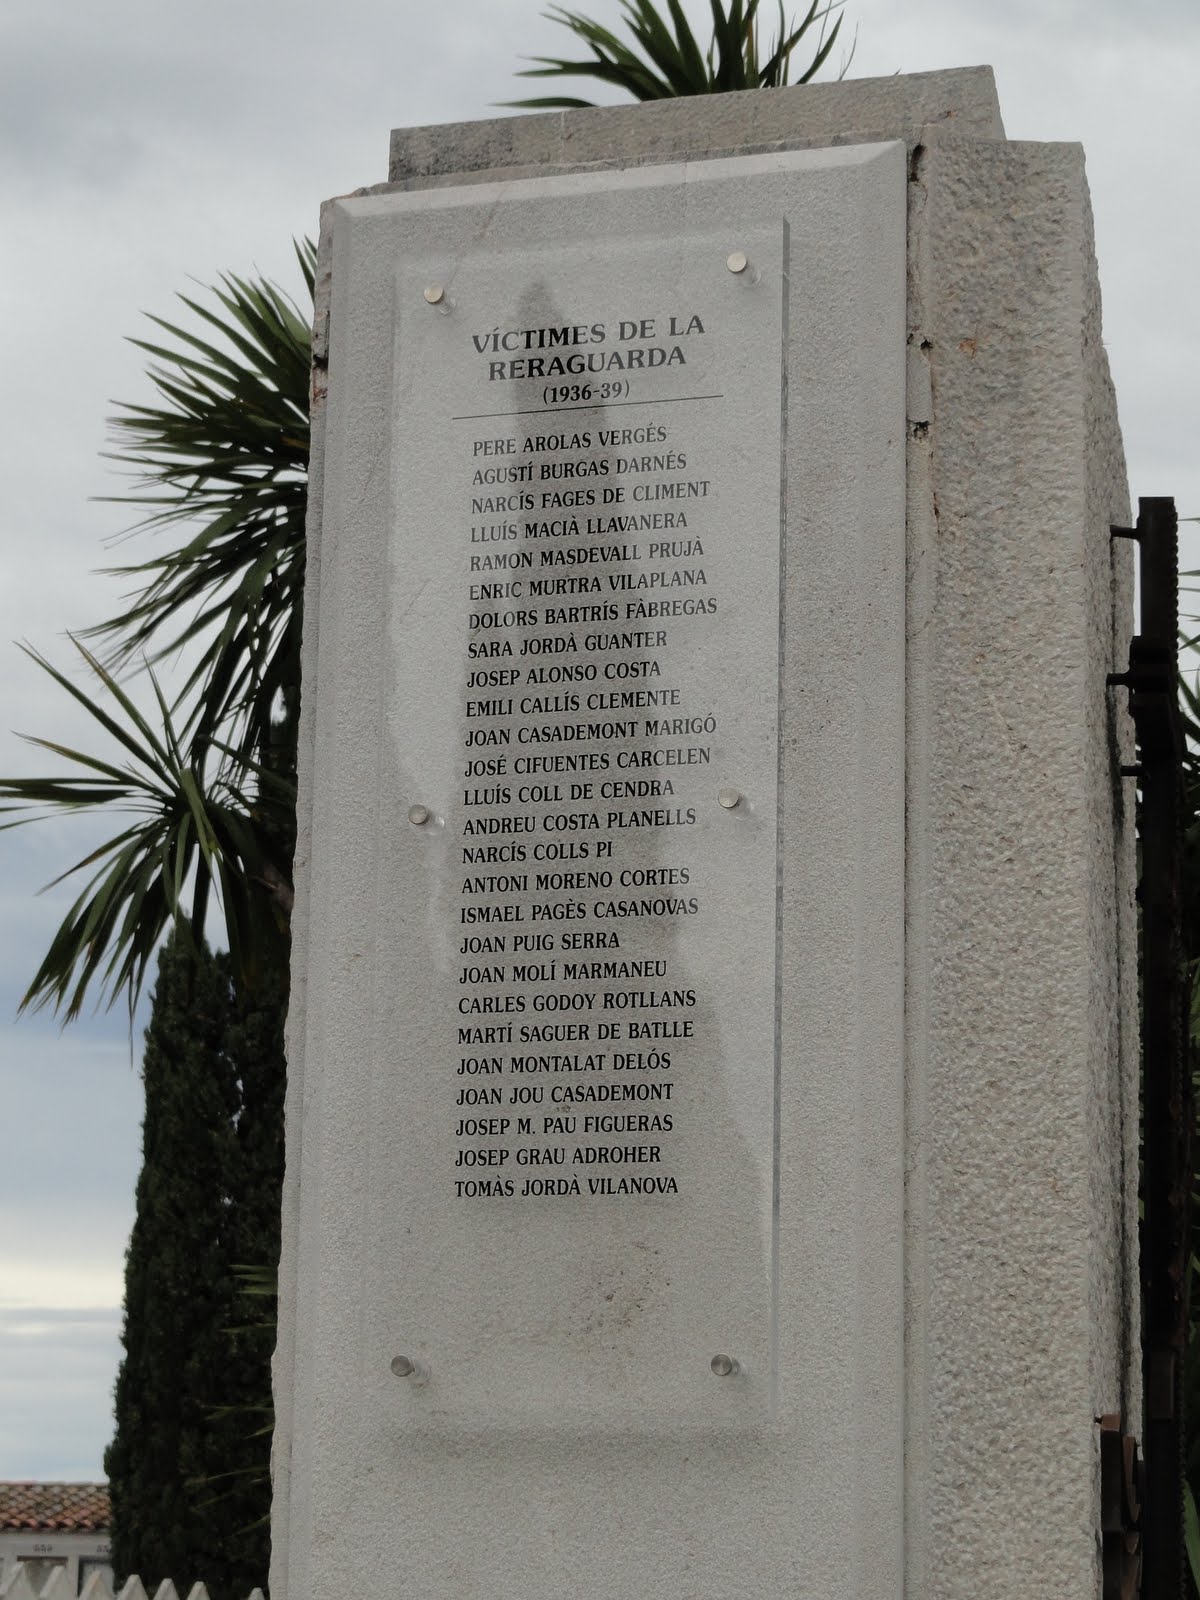 VÍCTIMES DE LA
RERAGUARDA
(1936-39)
PERE AROLAS VERGÉS
AGUSTÍ BURGAS DARNÉS
NARCÍS FAGES DE CLIMENT
LLUÍS MACIÀ LLAVANERA
RAMON MASDEVALL PRUJÀ
ENRIC MURTRA VILAPLANA
DOLORS BARTRÍS FÀBREGAS
SARA JORDÀ GUANTER
JOSEP ALONSO COSTA
EMILI CALLÍS CLEMENTE
JOAN CASADEMONT MARIGÓ
JOSÉ CIFUENTES CARCELEN
LLUÍS COLL DE CENDRA
ANDREU COSTA PLANELLS
NARCÍS COLLS PI
ANTONI MORENO CORTES
ISMAEL PAGÈS CASANOVAS
JOAN PUIG SERRA
JOAN MOLÍ MARMANEU
CARLES GODOY ROTLLANS
MARTÍ SAGUER DE BATLLE
JOAN MONTALAT DELÓS
JOAN JOU CASADEMONT
JOSEP M. PAU FIGUERAS
JOSEP GRAU ADROHER
TOMÀS JORDÀ VILANOVA